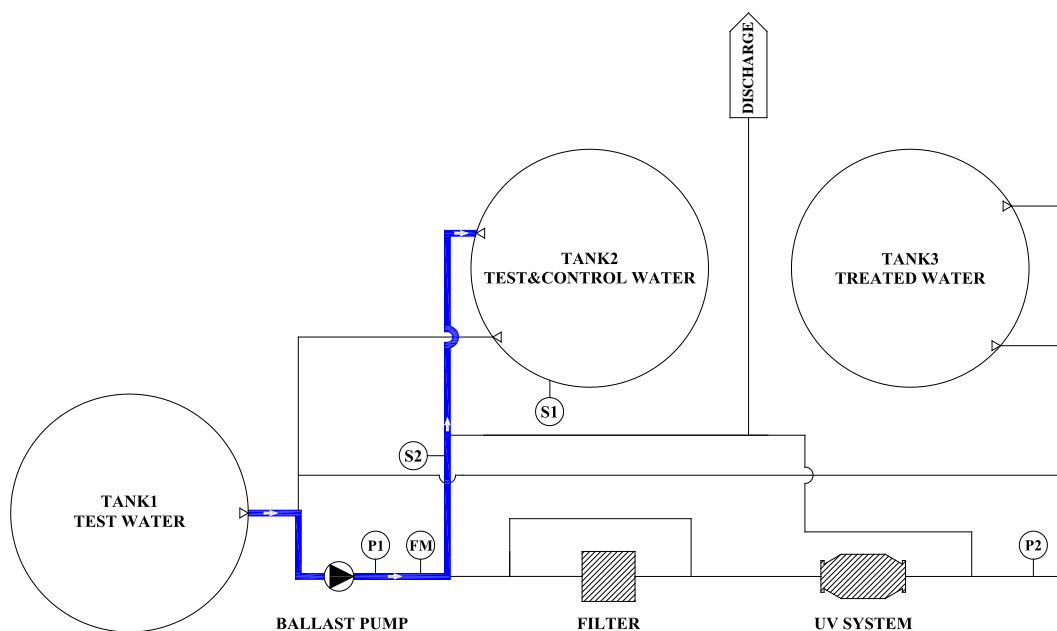 DISCHARGE
TANK2
TEST&CONTROL WATER
TANK3
TREATED WATER
S1
S2
TANK1
TEST WATER
P1
FM
P2
BALLAST PUMP
FILTER
UV SYSTEM